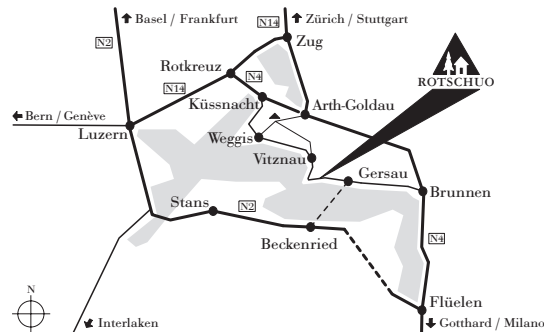 Basel / Frankfurt
N14
Zürich / Stuttgart
N2
Zug
Rotkreuz
N4
ROTSCHUO
N14
Küssnacht
Arth-Goldau
Bern / Genève
Luzern
Weggis
Vitznau
Gersau
Brunnen
Stans
N2
Beckenried
N4
N
Flüelen
Interlaken
Gotthard / Milano